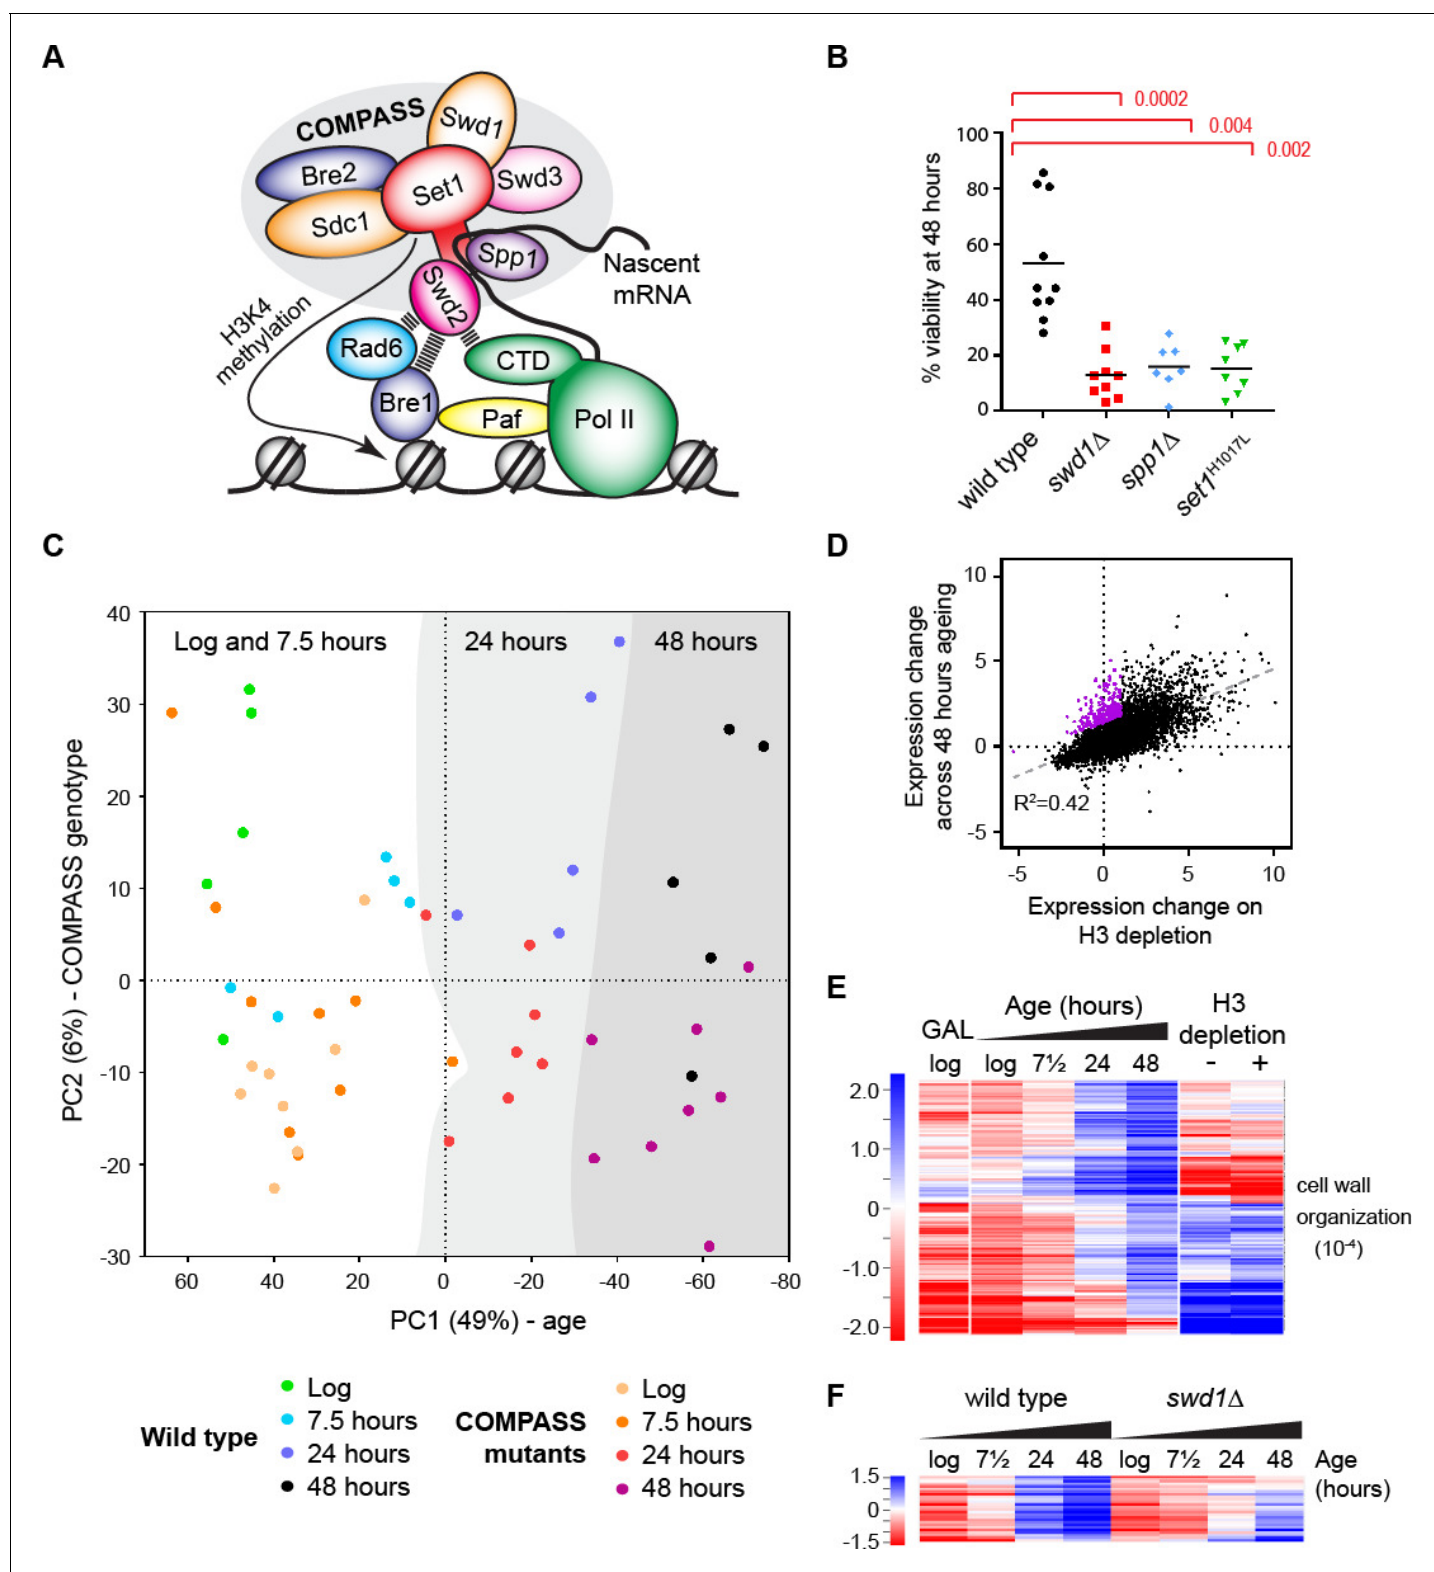 A
COMPASS
Swd1
Bre2
Set1
Swd3
Sdc1
Spp1
Nascent
mRNA
Swd2
H3K4
methylation
Rad6
CTD
Bre1
Paf
Pol II
B
0.0002
0.004
0.002
% viability at 48 hours
100
80
60
40
20
0
wild type
swd1Δ
spp1Δ
set1H1017L
C
Log and 7.5 hours
24 hours
48 hours
PC2 (6%) - COMPASS genotype
40
30
20
10
0
-10
-20
-30
60
40
20
0
-20
-40
-60
-80
PC1 (49%) - age
Wild type
Log
7.5 hours
24 hours
48 hours
COMPASS
mutants
Log
7.5 hours
24 hours
48 hours
D
Expression change
across 48 hours ageing
10
5
0
-5
R²=0.42
-5
0
5
10
Expression change on
H3 depletion
E
Age (hours)
H3
depletion
GAL
log
log
7½
24
48
-
+
2.0
1.0
0
-1.0
-2.0
cell wall
organization
(10⁻⁴)
F
wild type
swd1Δ
log
7½
24
48
log
7½
24
48
Age
(hours)
1.5
0
-1.5